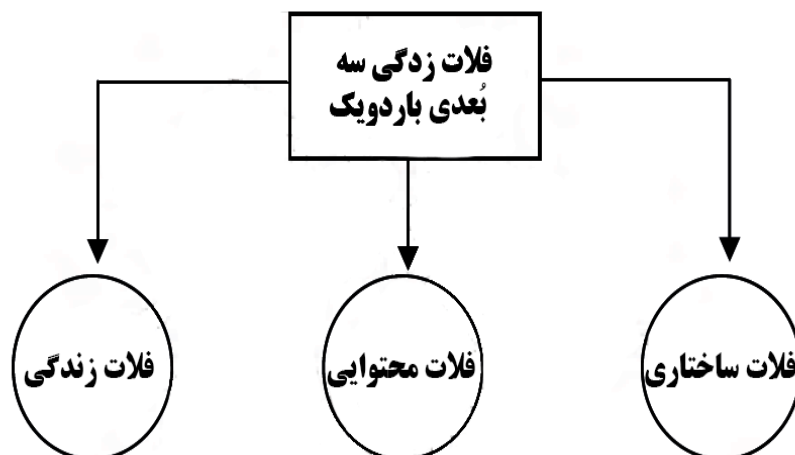 فلات زدگی سه
بُعدی باردویک
فلات ساختاری
فلات محتوایی
فلات زندگی